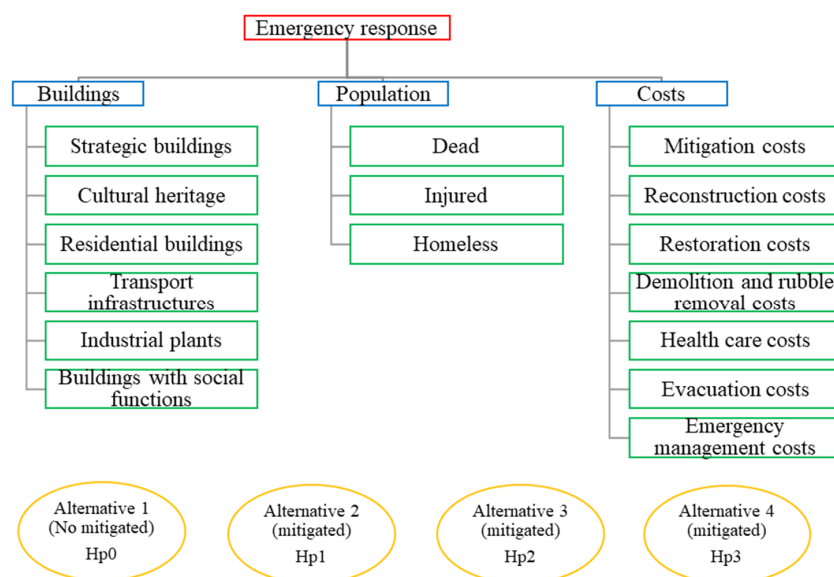 Emergency response
Buildings
Population
Costs
Strategic buildings
Cultural heritage
Residential buildings
Transport
infrastructures
Industrial plants
Buildings with social
functions
Dead
Injured
Homeless
Mitigation costs
Reconstruction costs
Restoration costs
Demolition and rubble
removal costs
Health care costs
Evacuation costs
Emergency
management costs
Alternative 1
(No mitigated)
Hp0
Alternative 2
(mitigated)
Hp1
Alternative 3
(mitigated)
Hp2
Alternative 4
(mitigated)
Hp3